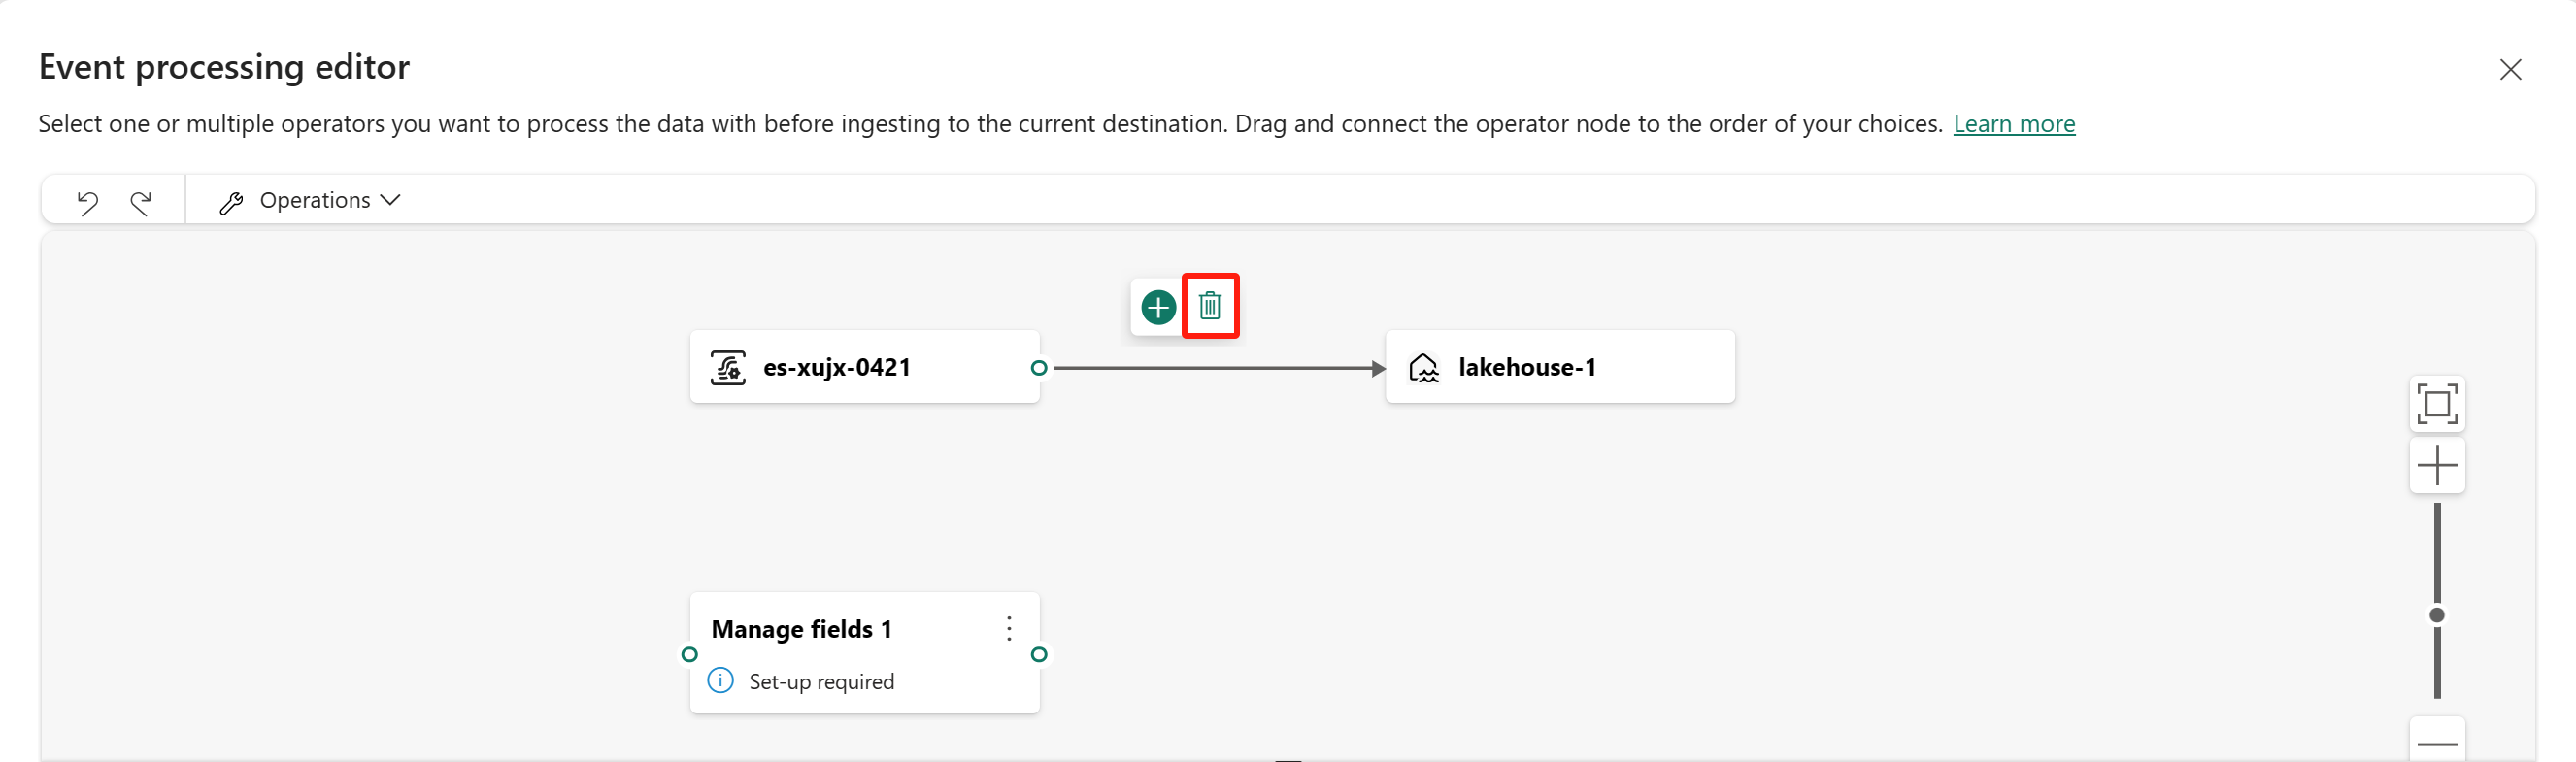 Event processing editor
Select one or multiple operators you want to process the data with before ingesting to the current destination. Drag and connect the operator node to the order of your choices. Learn more
Operations
es-xujx-0421
lakehouse-1
Manage fields 1
Set-up required